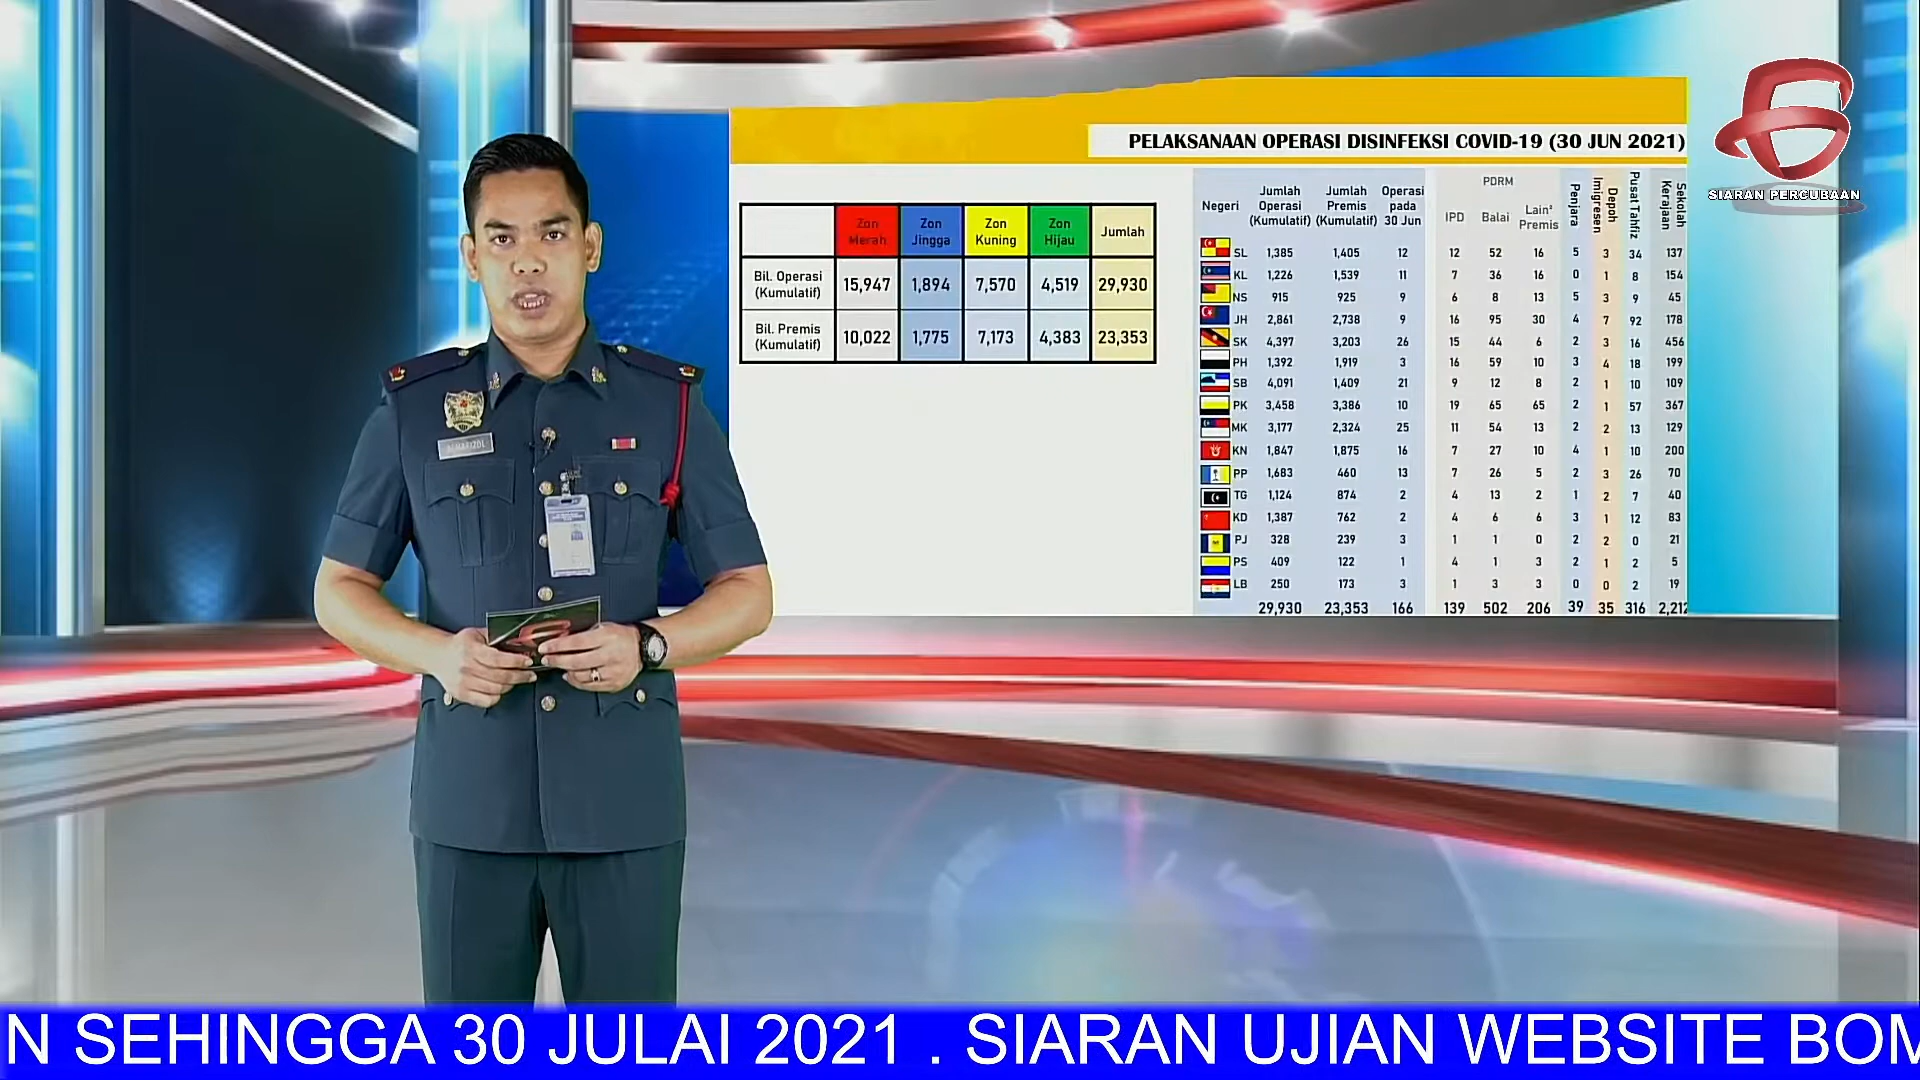 PELAKSANAAN OPERASI DISINFEKSI COVID-19 (30 JUN 2021)
SIARAN PERCUBAAN
Zon Merah Zon Jingga Zon Kuning Zon Hijau Jumlah
Bil. Operasi (Kumulatif) 15,947 1,894 7,570 4,519 29,930
Bil. Premis (Kumulatif) 10,022 1,775 7,173 4,383 23,353
PDRM
Negeri Jumlah Operasi (Kumulatif) Jumlah Premis (Kumulatif) Operasi pada 30 Jun IPD Balai Lain² Premis Penjara Depoh Imigresen Pusat Tahfiz Sekolah Kerajaan
SL 1,385 1,405 12 12 52 16 5 3 34 137
KL 1,226 1,539 11 7 36 16 0 1 8 154
NS 915 925 9 6 8 13 5 3 9 45
JH 2,861 2,738 9 16 95 30 4 7 92 178
SK 4,397 3,203 26 15 44 6 2 3 16 456
PH 1,392 1,919 3 16 59 10 3 4 18 199
SB 4,091 1,409 21 9 12 8 2 1 10 109
PK 3,458 3,386 10 19 65 65 2 1 57 367
MK 3,177 2,324 25 11 54 13 2 2 13 129
KN 1,847 1,875 16 7 27 10 4 1 10 200
PP 1,683 460 13 7 26 5 2 3 26 70
TG 1,124 874 2 4 13 2 1 2 7 40
KD 1,387 762 2 4 6 6 3 1 12 83
PJ 328 239 3 1 1 0 2 2 0 21
PS 409 122 1 4 1 3 2 1 2 5
LB 250 173 3 1 3 3 0 0 2 19
29,930 23,353 166 139 502 206 39 35 316 2,212
N SEHINGGA 30 JULAI 2021 . SIARAN UJIAN WEBSITE BOM